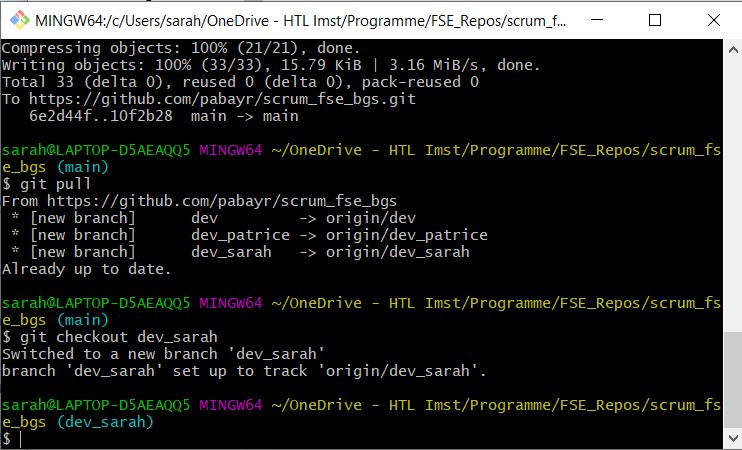 MINGW64:/c/Users/sarah/OneDrive - HTL Imst/Programme/FSE_Repos/scrum_f...
Compressing objects: 100% (21/21), done.
Writing objects: 100% (33/33), 15.79 KiB | 3.16 MiB/s, done.
Total 33 (delta 0), reused 0 (delta 0), pack-reused 0
To https://github.com/pabayr/scrum_fse_bgs.git
   6e2d44f..10f2b28  main -> main

sarah@LAPTOP-D5AEAQQ5 MINGW64 ~/OneDrive - HTL Imst/Programme/FSE_Repos/scrum_fs
e_bgs (main)
$ git pull
From https://github.com/pabayr/scrum_fse_bgs
 * [new branch]      dev         -> origin/dev
 * [new branch]      dev_patrice -> origin/dev_patrice
 * [new branch]      dev_sarah   -> origin/dev_sarah
Already up to date.

sarah@LAPTOP-D5AEAQQ5 MINGW64 ~/OneDrive - HTL Imst/Programme/FSE_Repos/scrum_fs
e_bgs (main)
$ git checkout dev_sarah
Switched to a new branch 'dev_sarah'
branch 'dev_sarah' set up to track 'origin/dev_sarah'.

sarah@LAPTOP-D5AEAQQ5 MINGW64 ~/OneDrive - HTL Imst/Programme/FSE_Repos/scrum_fs
e_bgs (dev_sarah)
$